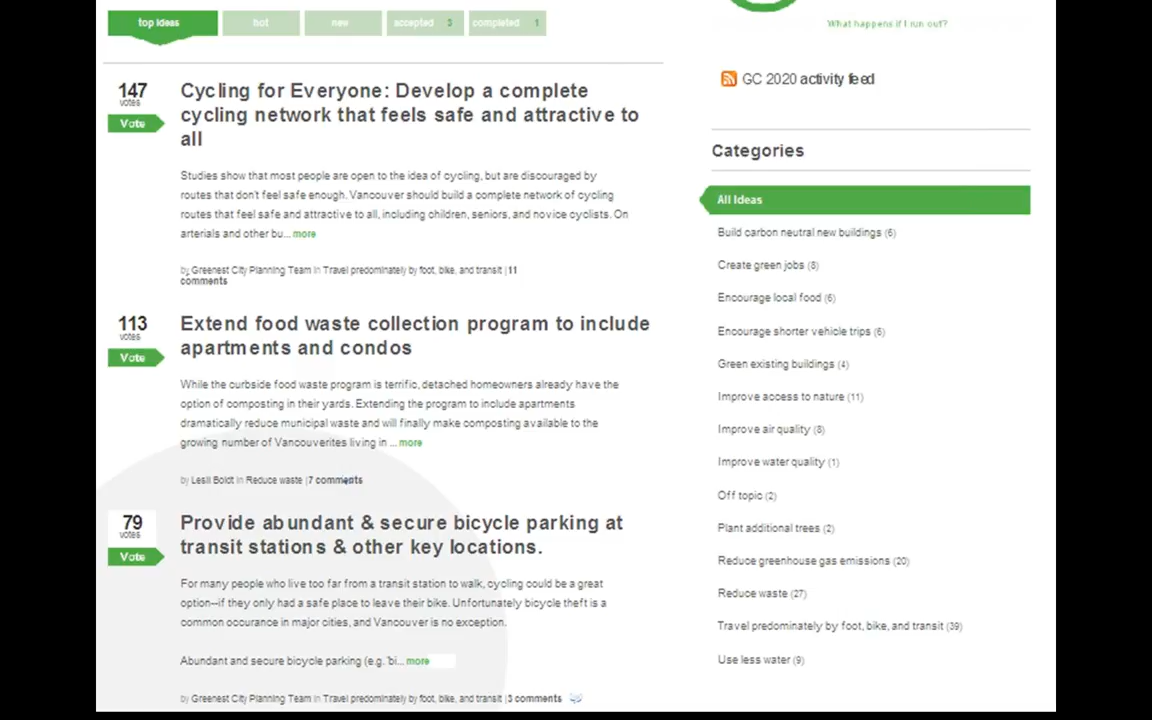 top ideas
hot
new
accepted 3
completed 1
147
votes
Vote
Cycling for Everyone: Develop a complete
cycling network that feels safe and attractive to
all
Studies show that most people are open to the idea of cycling, but are discouraged by
routes that don't feel safe enough. Vancouver should build a complete network of cycling
routes that feel safe and attractive to all, including children, seniors, and novice cyclists. On
arterials and other bu... more
by Greenest City Planning Team in Travel predominately by foot, bike, and transit | 11
comments
113
votes
Vote
Extend food waste collection program to include
apartments and condos
While the curbside food waste program is terrific, detached homeowners already have the
option of composting in their yards. Extending the program to include apartments
dramatically reduce municipal waste and will finally make composting available to the
growing number of Vancouverites living in ... more
by Lesli Boldt in Reduce waste | 7 comments
79
votes
Vote
Provide abundant & secure bicycle parking at
transit stations & other key locations.
For many people who live too far from a transit station to walk, cycling could be a great
option--if they only had a safe place to leave their bike. Unfortunately bicycle theft is a
common occurance in major cities, and Vancouver is no exception.
Abundant and secure bicycle parking (e.g. 'bi... more
by Greenest City Planning Team in Travel predominately by foot, bike, and transit | 3 comments
What happens if I run out?
GC 2020 activity feed
Categories
All Ideas
Build carbon neutral new buildings (6)
Create green jobs (8)
Encourage local food (6)
Encourage shorter vehicle trips (6)
Green existing buildings (4)
Improve access to nature (11)
Improve air quality (8)
Improve water quality (1)
Off topic (2)
Plant additional trees (2)
Reduce greenhouse gas emissions (20)
Reduce waste (27)
Travel predominately by foot, bike, and transit (39)
Use less water (9)